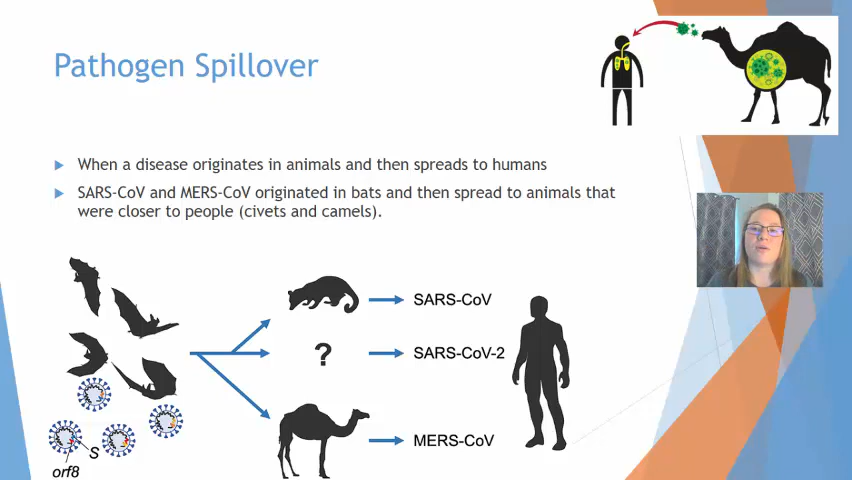 Pathogen Spillover
When a disease originates in animals and then spreads to humans
SARS-CoV and MERS-CoV originated in bats and then spread to animals that
were closer to people (civets and camels).
SARS-CoV
?
SARS-CoV-2
MERS-CoV
S
orf8